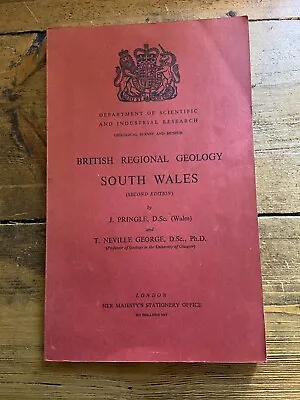 DEPARTMENT OF SCIENTIFIC
AND INDUSTRIAL RESEARCH
GEOLOGICAL SURVEY AND MUSEUM
BRITISH REGIONAL GEOLOGY
SOUTH WALES
(SECOND EDITION)
by
J. PRINGLE, D.Sc. (Wales)
and
T. NEVILLE GEORGE, D.Sc., Ph.D.
(Professor of Geology in the University of Glasgow)
LONDON
HER MAJESTY'S STATIONERY OFFICE